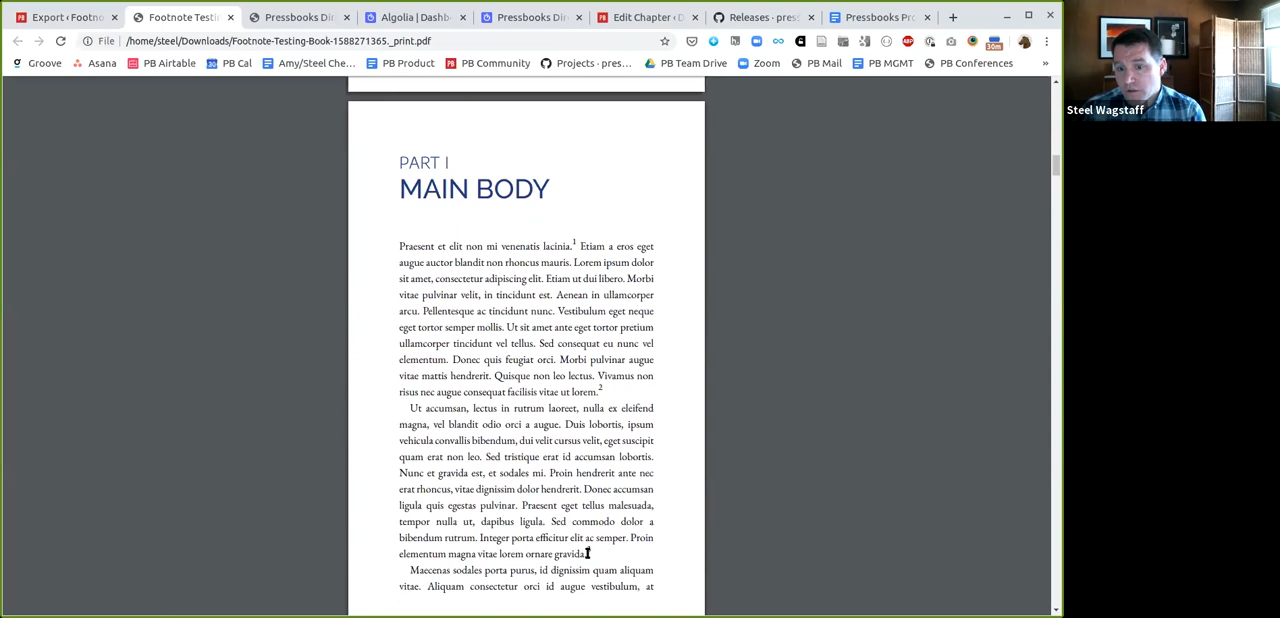 Export ‹ Footno
Footnote Testin
Pressbooks Dir
Algolia | Dashb
Pressbooks Dire
Edit Chapter ‹ D
Releases · press
Pressbooks Pro
File
/home/steel/Downloads/Footnote-Testing-Book-1588271365._print.pdf
30m
Groove
Asana
PB Airtable
PB Cal
Amy/Steel Che...
PB Product
PB Community
Projects · pres...
PB Team Drive
Zoom
PB Mail
PB MGMT
PB Conferences
»
Steel Wagstaff
PART I
MAIN BODY
Praesent et elit non mi venenatis lacinia.1 Etiam a eros eget
augue auctor blandit non rhoncus mauris. Lorem ipsum dolor
sit amet, consectetur adipiscing elit. Etiam ut dui libero. Morbi
vitae pulvinar velit, in tincidunt est. Aenean in ullamcorper
arcu. Pellentesque ac tincidunt nunc. Vestibulum eget neque
eget tortor semper mollis. Ut sit amet ante eget tortor pretium
ullamcorper tincidunt vel tellus. Sed consequat eu nunc vel
elementum. Donec quis feugiat orci. Morbi pulvinar augue
vitae mattis hendrerit. Quisque non leo lectus. Vivamus non
risus nec augue consequat facilisis vitae ut lorem.2
Ut accumsan, lectus in rutrum laoreet, nulla ex eleifend
magna, vel blandit odio orci a augue. Duis lobortis, ipsum
vehicula convallis bibendum, dui velit cursus velit, eget suscipit
quam erat non leo. Sed tristique erat id accumsan lobortis.
Nunc et gravida est, et sodales mi. Proin hendrerit ante nec
erat rhoncus, vitae dignissim dolor hendrerit. Donec accumsan
ligula quis egestas pulvinar. Praesent eget tellus malesuada,
tempor nulla ut, dapibus ligula. Sed commodo dolor a
bibendum rutrum. Integer porta efficitur elit ac semper. Proin
elementum magna vitae lorem ornare gravida.
Maecenas sodales porta purus, id dignissim quam aliquam
vitae. Aliquam consectetur orci id augue vestibulum, at